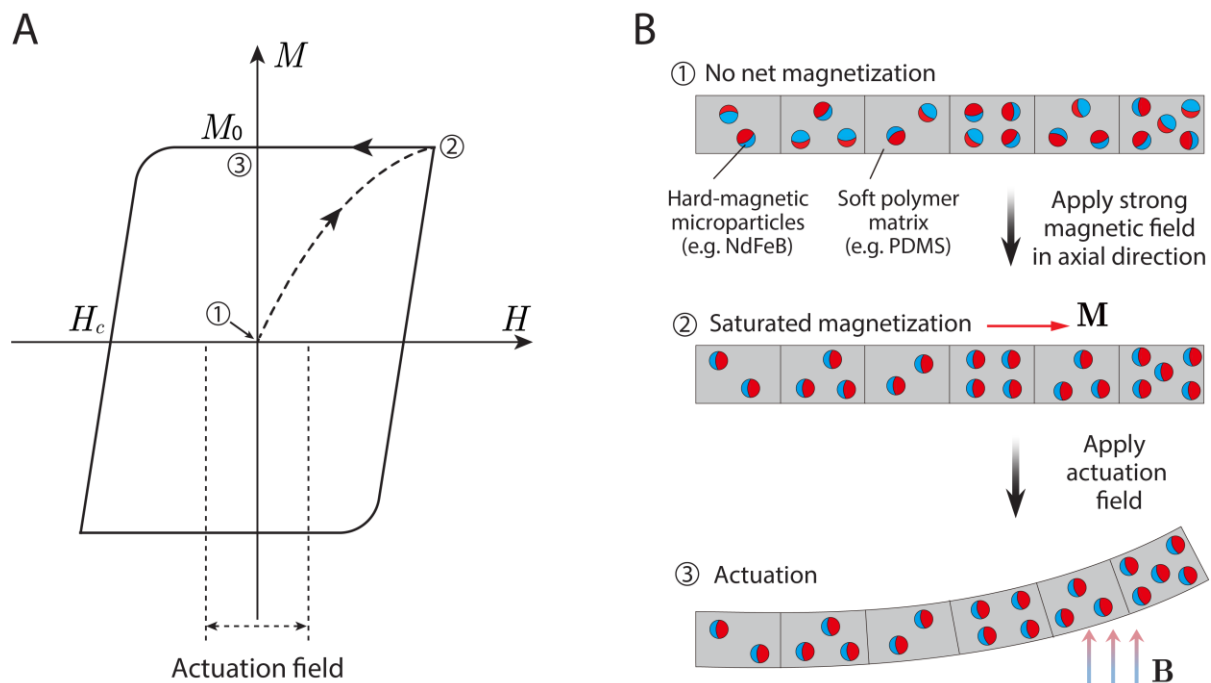 A
M
M0
②
③
①
Hc
H
Actuation field
B
① No net magnetization
Hard-magnetic
microparticles
(e.g. NdFeB)
Soft polymer
matrix
(e.g. PDMS)
Apply strong
magnetic field
in axial direction
② Saturated magnetization
M
Apply
actuation
field
③ Actuation
B